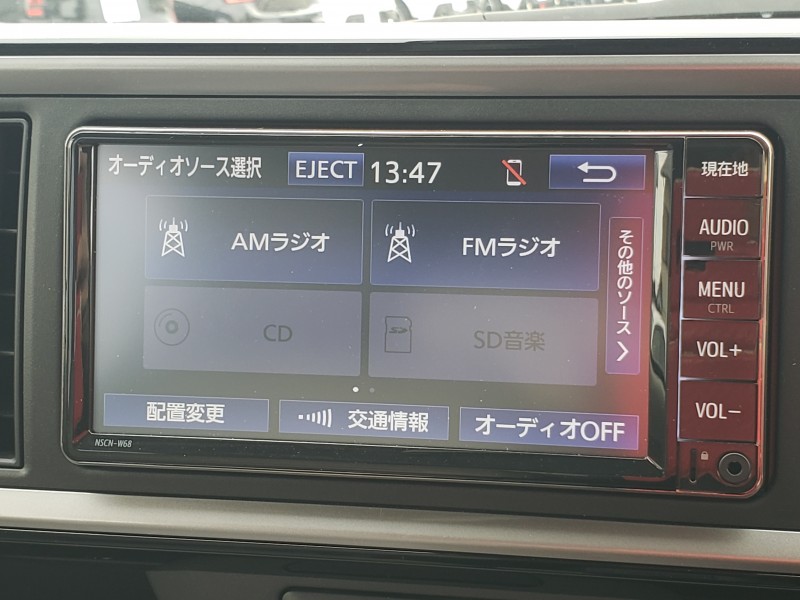 オーディオソース選択 EJECT 13:47
AMラジオ
FMラジオ
CD
SD音楽
その他のソース
配置変更
交通情報
オーディオOFF
NSCN-W68
現在地
AUDIO
PWR
MENU
CTRL
VOL+
VOL−